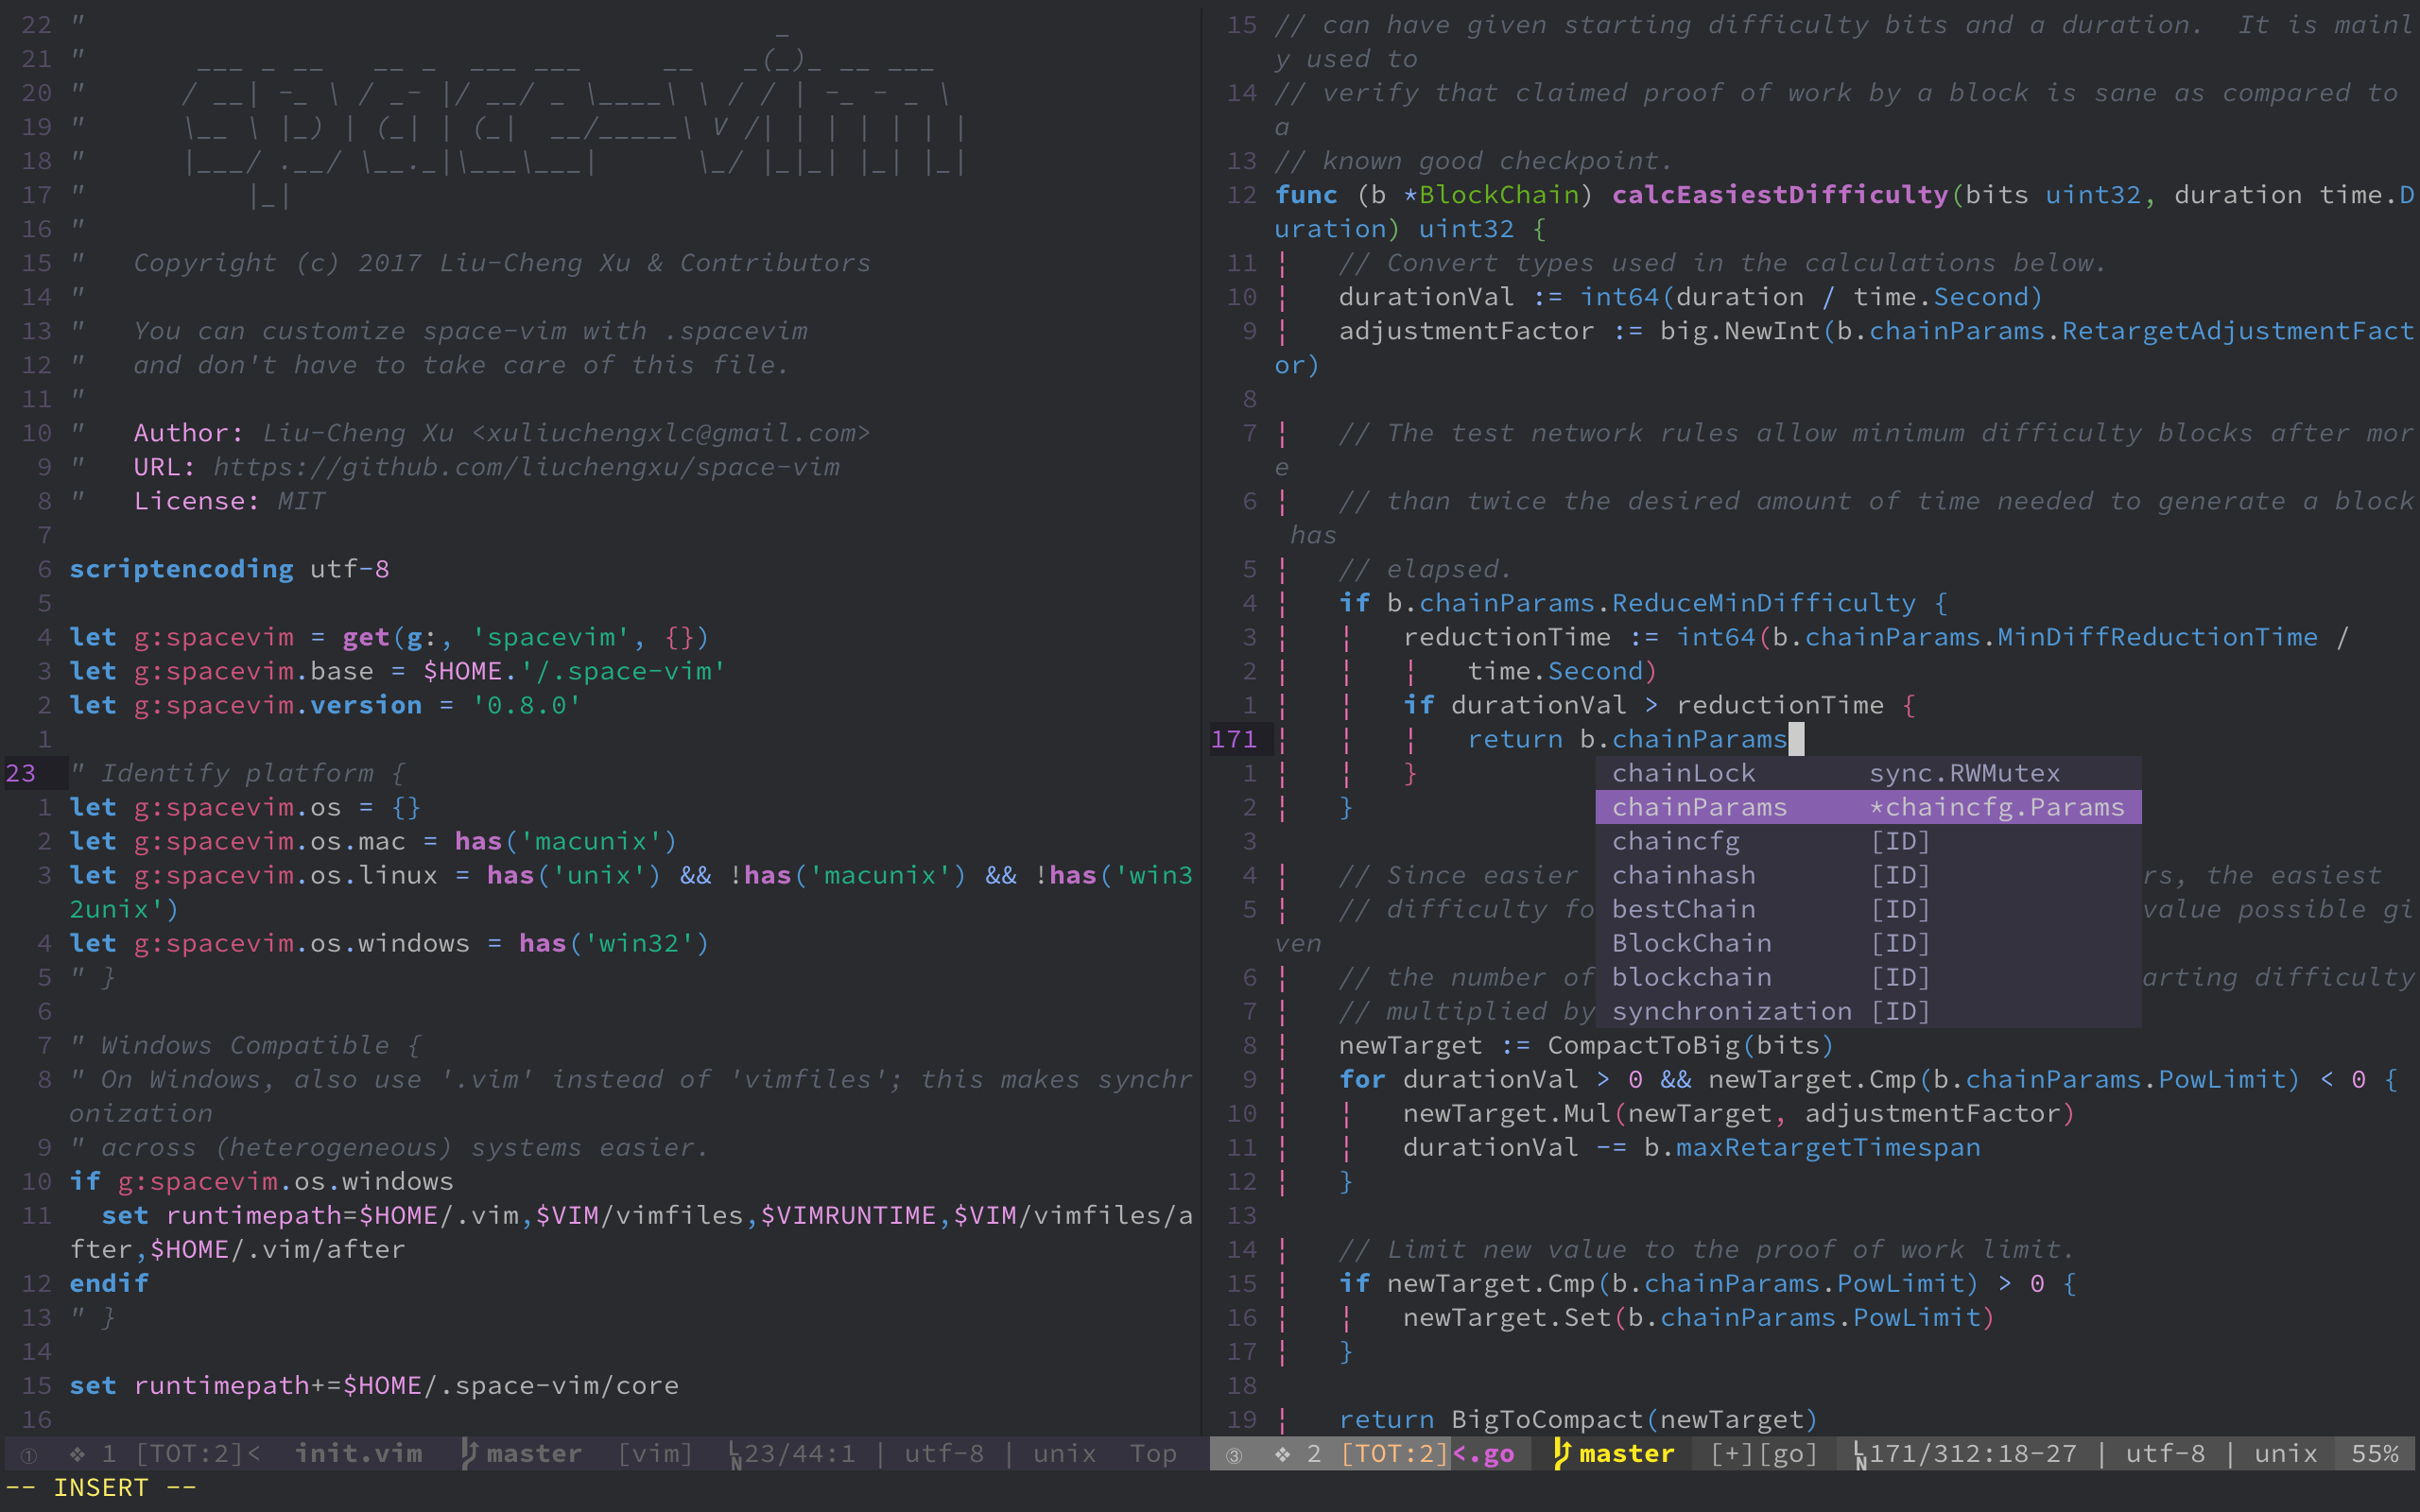 22 "                                            _
21 "       ___ _ __   __ _  ___ ___     __   _(_)_ __ ___
20 "      / __| -_ \ / _- |/ __/ _ \____\ \ / / | -_ - _ \
19 "      \__ \ |_) | (_| | (_|  __/_____\ V /| | | | | | |
18 "      |___/ .__/ \__._|\___\___|      \_/ |_|_| |_| |_|
17 "          |_|
16 "
15 "   Copyright (c) 2017 Liu-Cheng Xu & Contributors
14 "
13 "   You can customize space-vim with .spacevim
12 "   and don't have to take care of this file.
11 "
10 "   Author: Liu-Cheng Xu <xuliuchengxlc@gmail.com>
9 "   URL: https://github.com/liuchengxu/space-vim
8 "   License: MIT
7
6 scriptencoding utf-8
5
4 let g:spacevim = get(g:, 'spacevim', {})
3 let g:spacevim.base = $HOME.'/.space-vim'
2 let g:spacevim.version = '0.8.0'
1
23 " Identify platform {
1 let g:spacevim.os = {}
2 let g:spacevim.os.mac = has('macunix')
3 let g:spacevim.os.linux = has('unix') && !has('macunix') && !has('win3
2unix')
4 let g:spacevim.os.windows = has('win32')
5 " }
6
7 " Windows Compatible {
8 " On Windows, also use '.vim' instead of 'vimfiles'; this makes synchr
onization
9 " across (heterogeneous) systems easier.
10 if g:spacevim.os.windows
11   set runtimepath=$HOME/.vim,$VIM/vimfiles,$VIMRUNTIME,$VIM/vimfiles/a
fter,$HOME/.vim/after
12 endif
13 " }
14
15 set runtimepath+=$HOME/.space-vim/core
16
① ❖ 1 [TOT:2]< init.vim master [vim] LN 23/44:1 | utf-8 | unix Top
-- INSERT --
15 // can have given starting difficulty bits and a duration.  It is mainl
y used to
14 // verify that claimed proof of work by a block is sane as compared to
a
13 // known good checkpoint.
12 func (b *BlockChain) calcEasiestDifficulty(bits uint32, duration time.D
uration) uint32 {
11 ¦   // Convert types used in the calculations below.
10 ¦   durationVal := int64(duration / time.Second)
9 ¦   adjustmentFactor := big.NewInt(b.chainParams.RetargetAdjustmentFact
or)
8
7 ¦   // The test network rules allow minimum difficulty blocks after mor
e
6 ¦   // than twice the desired amount of time needed to generate a block
has
5 ¦   // elapsed.
4 ¦   if b.chainParams.ReduceMinDifficulty {
3 ¦   ¦   reductionTime := int64(b.chainParams.MinDiffReductionTime /
2 ¦   ¦   ¦   time.Second)
1 ¦   ¦   if durationVal > reductionTime {
171 ¦   ¦   ¦   return b.chainParams
1 ¦   ¦   }
2 ¦   }
3
4 ¦   // Since easier rs, the easiest
5 ¦   // difficulty fo value possible gi
ven
6 ¦   // the number of arting difficulty
7 ¦   // multiplied by
chainLock sync.RWMutex
chainParams *chaincfg.Params
chaincfg [ID]
chainhash [ID]
bestChain [ID]
BlockChain [ID]
blockchain [ID]
synchronization [ID]
8 ¦   newTarget := CompactToBig(bits)
9 ¦   for durationVal > 0 && newTarget.Cmp(b.chainParams.PowLimit) < 0 {
10 ¦   ¦   newTarget.Mul(newTarget, adjustmentFactor)
11 ¦   ¦   durationVal -= b.maxRetargetTimespan
12 ¦   }
13
14 ¦   // Limit new value to the proof of work limit.
15 ¦   if newTarget.Cmp(b.chainParams.PowLimit) > 0 {
16 ¦   ¦   newTarget.Set(b.chainParams.PowLimit)
17 ¦   }
18
19 ¦   return BigToCompact(newTarget)
③ ❖ 2 [TOT:2]<.go master [+][go] LN 171/312:18-27 | utf-8 | unix 55%